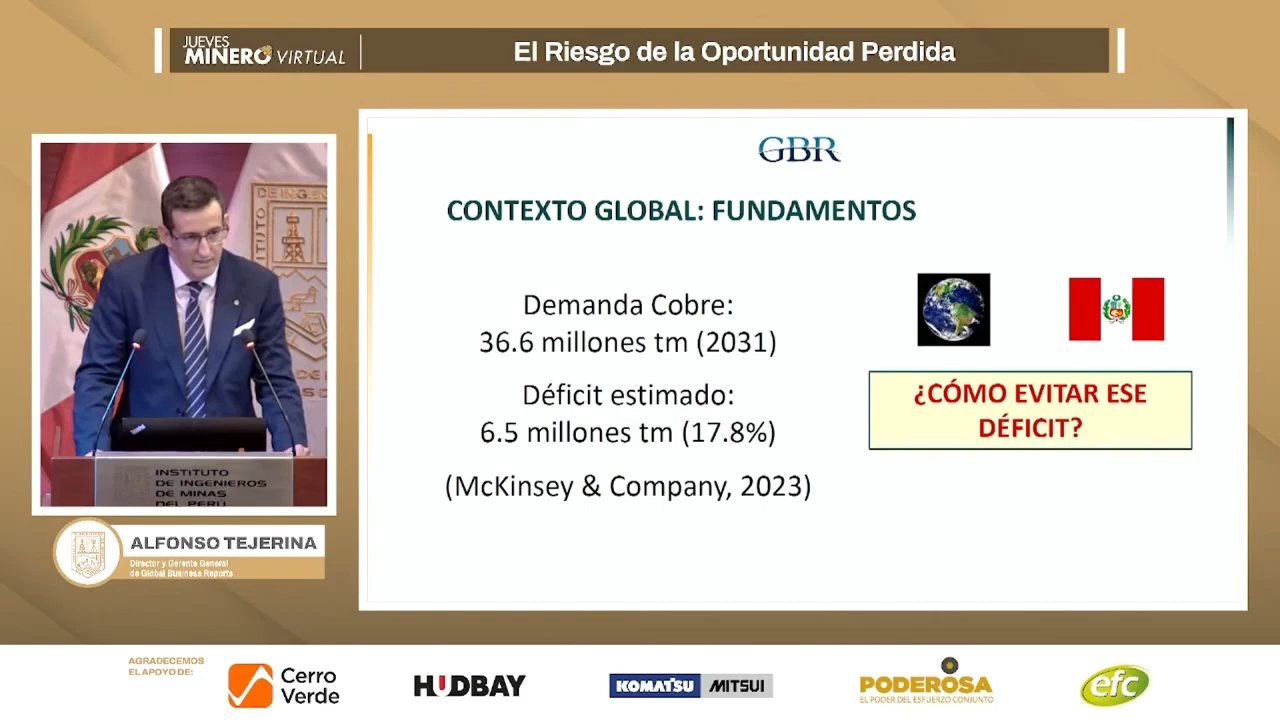 JUEVES
MINERO VIRTUAL
El Riesgo de la Oportunidad Perdida
GBR
CONTEXTO GLOBAL: FUNDAMENTOS
Demanda Cobre:
36.6 millones tm (2031)
Déficit estimado:
6.5 millones tm (17.8%)
(McKinsey & Company, 2023)
¿CÓMO EVITAR ESE
DÉFICIT?
INSTITUTO
DE INGENIEROS
DE MINAS
DEL PERÚ
ALFONSO TEJERINA
Director y Gerente General
de Global Business Reports
AGRADECEMOS
EL APOYO DE:
Cerro
Verde
HUDBAY
KOMATSU MITSUI
PODEROSA
EL PODER DEL ESFUERZO CONJUNTO
efc